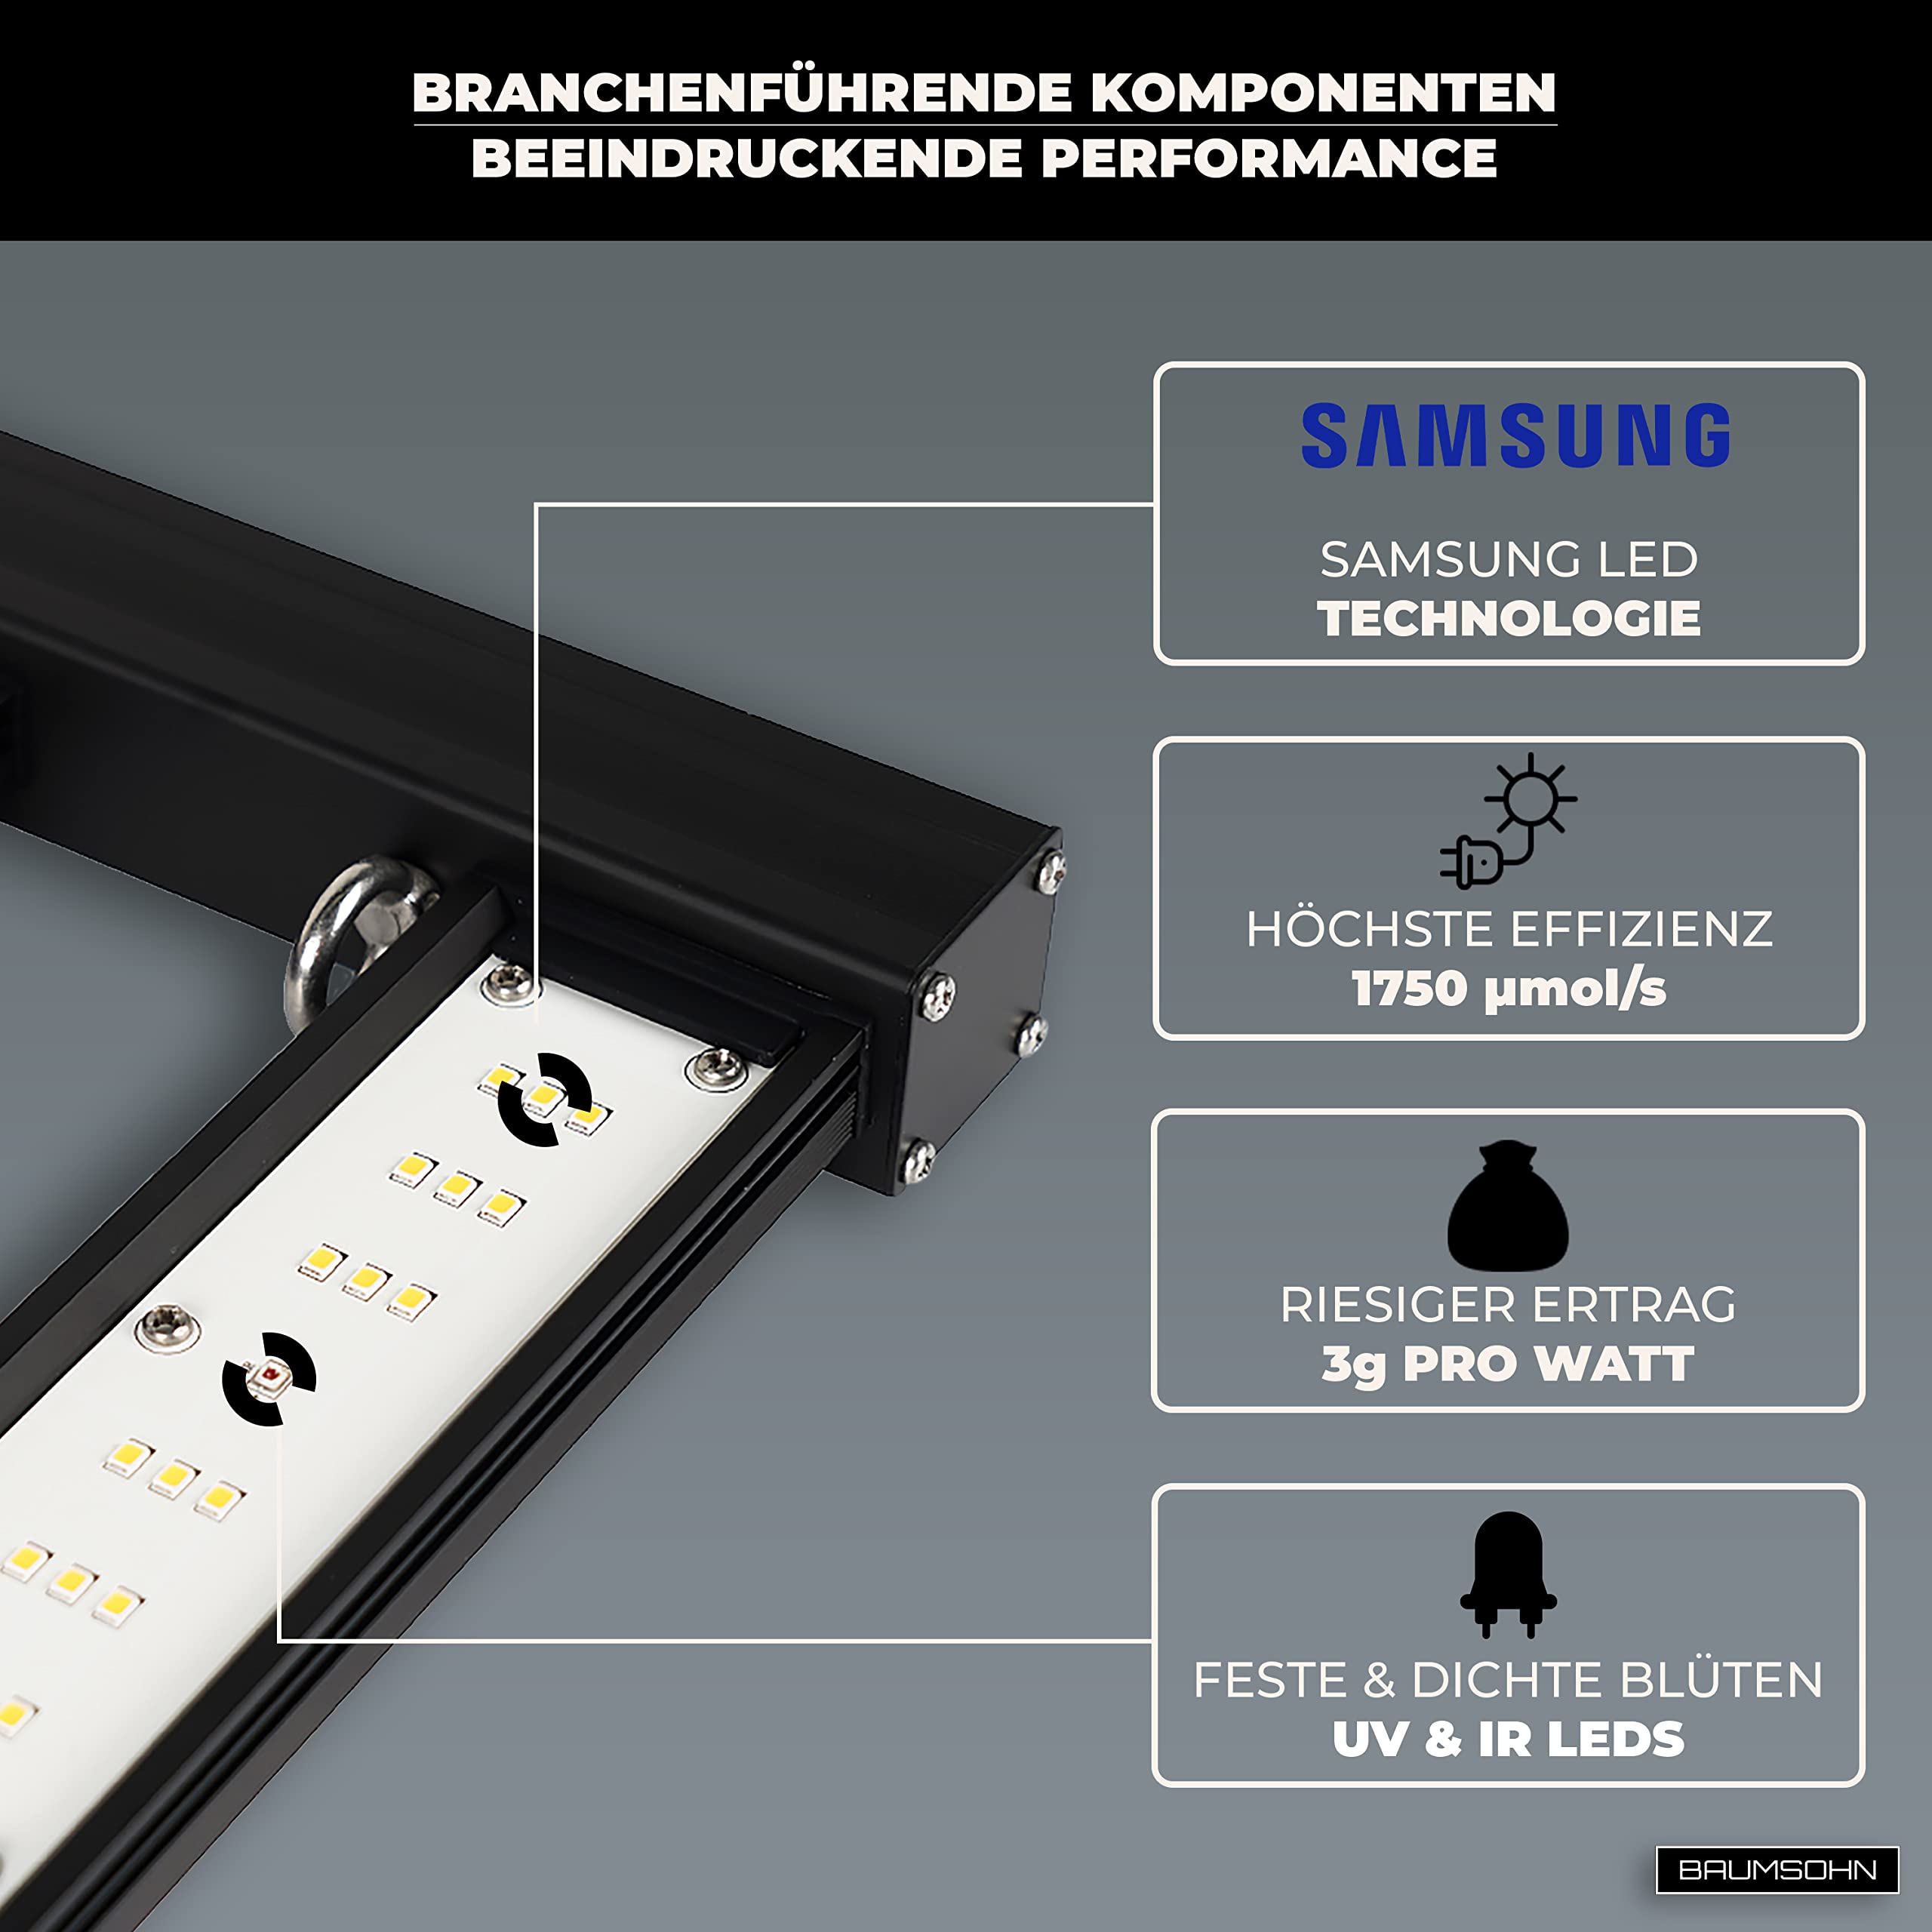 BRANCHENFÜHRENDE KOMPONENTEN
BEEINDRUCKENDE PERFORMANCE
SAMSUNG
SAMSUNG LED
TECHNOLOGIE
HÖCHSTE EFFIZIENZ
1750 µmol/s
RIESIGER ERTRAG
3g PRO WATT
FESTE & DICHTE BLÜTEN
UV & IR LEDS
BAUMSOHN